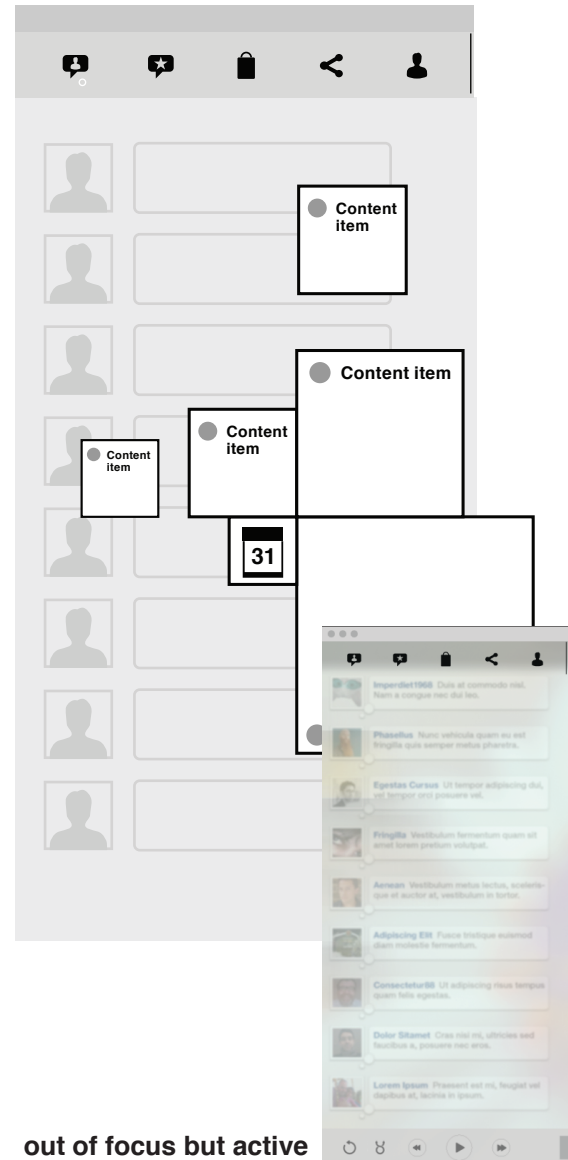 Content
item
Content item
Content
item
Content
item
31
Imperdiet1968 Duis at commodo nisl.
Nam a congue nec dui leo.
Phasellus Nunc vehicula quam eu est
fringilla quis semper metus pharetra.
Egestas Cursus Ut tempor adipiscing dui,
vel tempor orci posuere vel.
Fringilla Vestibulum fermentum quam sit
amet lorem pretium volutpat.
Aenean Vestibulum metus lectus, sceleris-
que et auctor at, vestibulum in tortor.
Adipiscing Elit Fusce tristique euismod
diam molestie fermentum.
Consectetur88 Ut adipiscing risus tempus
quam felis egestas.
Dolor Sitamet Cras nisl mi, ultricies sed
faucibus a, posuere nec eros.
Lorem Ipsum Praesent est mi, feugiat vel
dapibus at, lacinia in ipsum.
out of focus but active